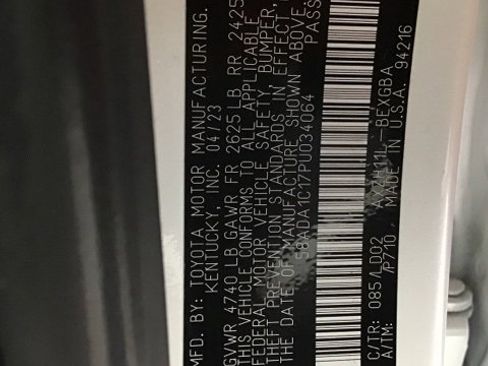 MFD. BY: TOYOTA MOTOR MANUFACTURING.
KENTUCKY, INC. 04/23
GVWR 4740 LB GAWR FR 2625 LB RR 2425
THIS VEHICLE CONFORMS TO ALL APPLICABLE
FEDERAL MOTOR VEHICLE SAFETY, BUMPER,
THEFT PREVENTION STANDARDS IN EFFECT
THE DATE OF MANUFACTURE SHOWN ABOVE.
58ADA1C17PU034064 PASS
C/TR: 085/LD02 11L-BEXGBA
A/TM: /P710 MADE IN U.S.A. 94216